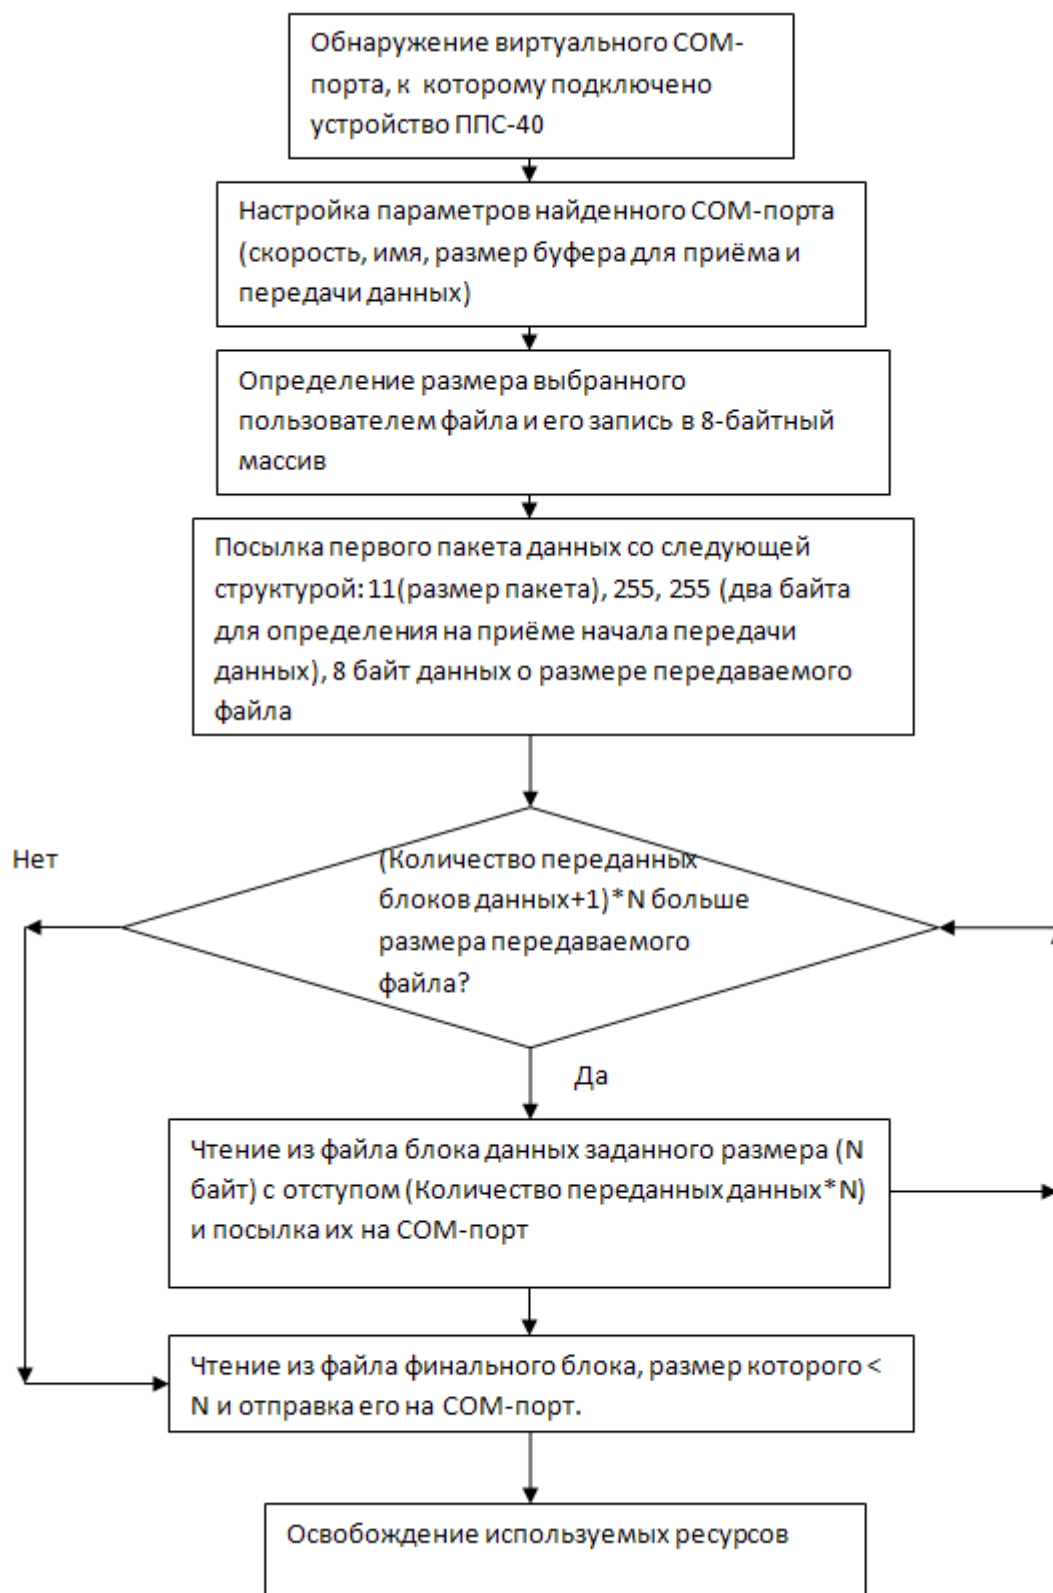 Обнаружение виртуального COM-
порта, к которому подключено
устройство ППС-40
Настройка параметров найденного COM-порта
(скорость, имя, размер буфера для приёма и
передачи данных)
Определение размера выбранного
пользователем файла и его запись в 8-байтный
массив
Посылка первого пакета данных со следующей
структурой: 11(размер пакета), 255, 255 (два байта
для определения на приёме начала передачи
данных), 8 байт данных о размере передаваемого
файла
Нет
(Количество переданных
блоков данных+1)*N больше
размера передаваемого
файла?
Да
Чтение из файла блока данных заданного размера (N
байт) с отступом (Количество переданных данных*N)
и посылка их на COM-порт
Чтение из файла финального блока, размер которого <
N и отправка его на COM-порт.
Освобождение используемых ресурсов